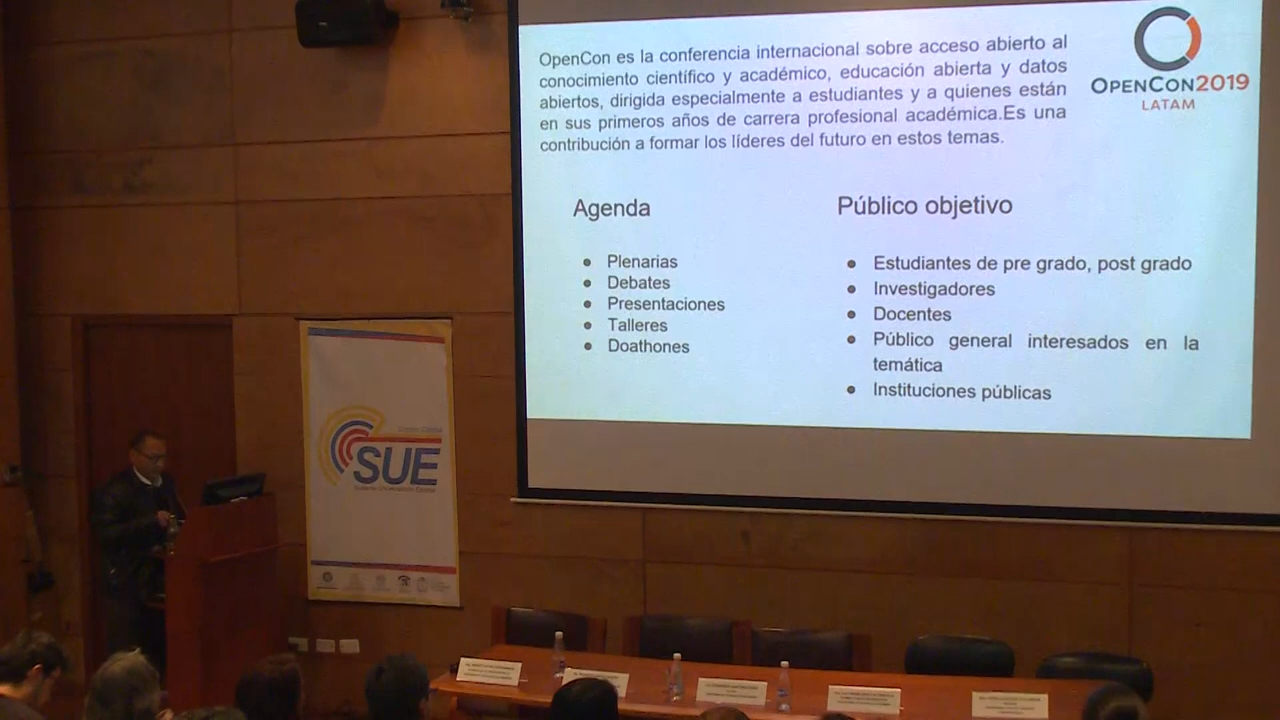 OpenCon es la conferencia internacional sobre acceso abierto al
conocimiento científico y académico, educación abierta y datos
abiertos, dirigida especialmente a estudiantes y a quienes están
en sus primeros años de carrera profesional académica.Es una
contribución a formar los líderes del futuro en estos temas.
OPENCON2019
LATAM
Agenda
Plenarias
Debates
Presentaciones
Talleres
Doathones
Público objetivo
Estudiantes de pre grado, post grado
Investigadores
Docentes
Público general interesados en la
temática
Instituciones públicas
SUE